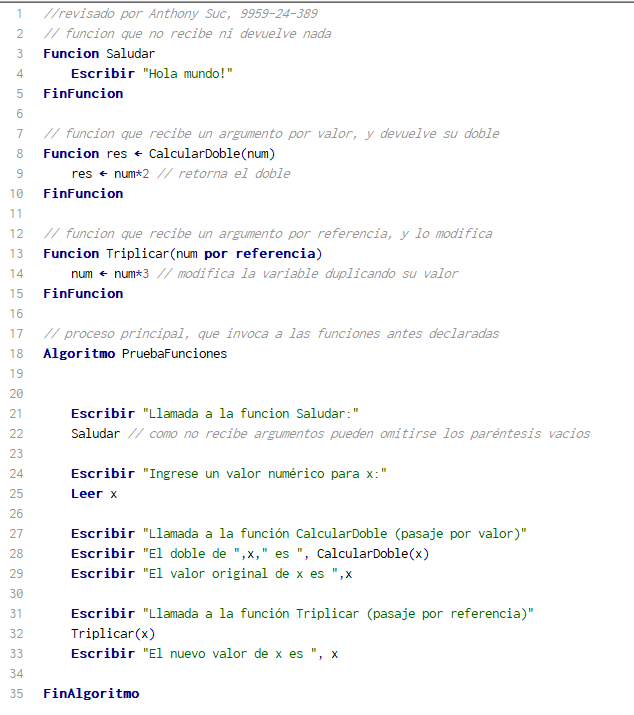 1 //revisado por Anthony Suc, 9959-24-389
2 // funcion que no recibe ni devuelve nada
3 Funcion Saludar
4 Escribir "Hola mundo!"
5 FinFuncion
6
7 // funcion que recibe un argumento por valor, y devuelve su doble
8 Funcion res ← CalcularDoble(num)
9 res ← num*2 // retorna el doble
10 FinFuncion
11
12 // funcion que recibe un argumento por referencia, y lo modifica
13 Funcion Triplicar(num por referencia)
14 num ← num*3 // modifica la variable duplicando su valor
15 FinFuncion
16
17 // proceso principal, que invoca a las funciones antes declaradas
18 Algoritmo PruebaFunciones
19
20
21 Escribir "Llamada a la funcion Saludar:"
22 Saludar // como no recibe argumentos pueden omitirse los paréntesis vacios
23
24 Escribir "Ingrese un valor numérico para x:"
25 Leer x
26
27 Escribir "Llamada a la función CalcularDoble (pasaje por valor)"
28 Escribir "El doble de ",x," es ", CalcularDoble(x)
29 Escribir "El valor original de x es ",x
30
31 Escribir "Llamada a la función Triplicar (pasaje por referencia)"
32 Triplicar(x)
33 Escribir "El nuevo valor de x es ", x
34
35 FinAlgoritmo